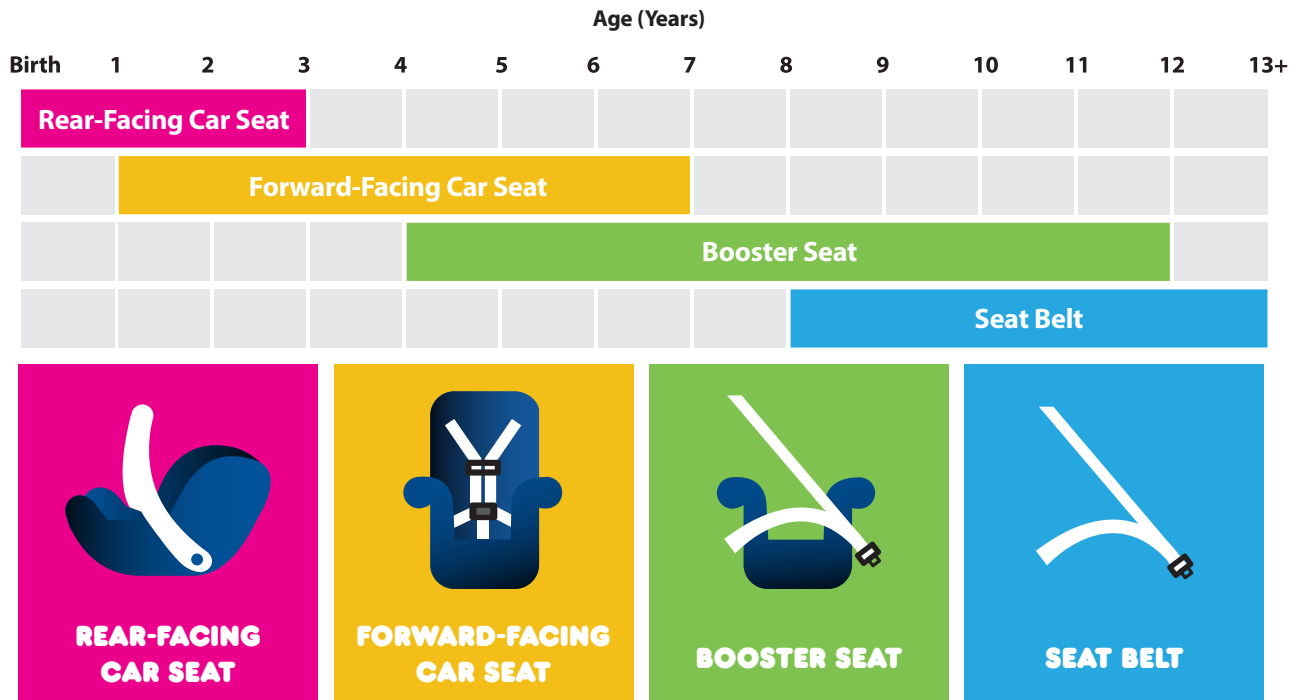 Age (Years)
Birth 1 2 3 4 5 6 7 8 9 10 11 12 13+
Rear-Facing Car Seat
Forward-Facing Car Seat
Booster Seat
Seat Belt
REAR-FACING
CAR SEAT
FORWARD-FACING
CAR SEAT
BOOSTER SEAT
SEAT BELT